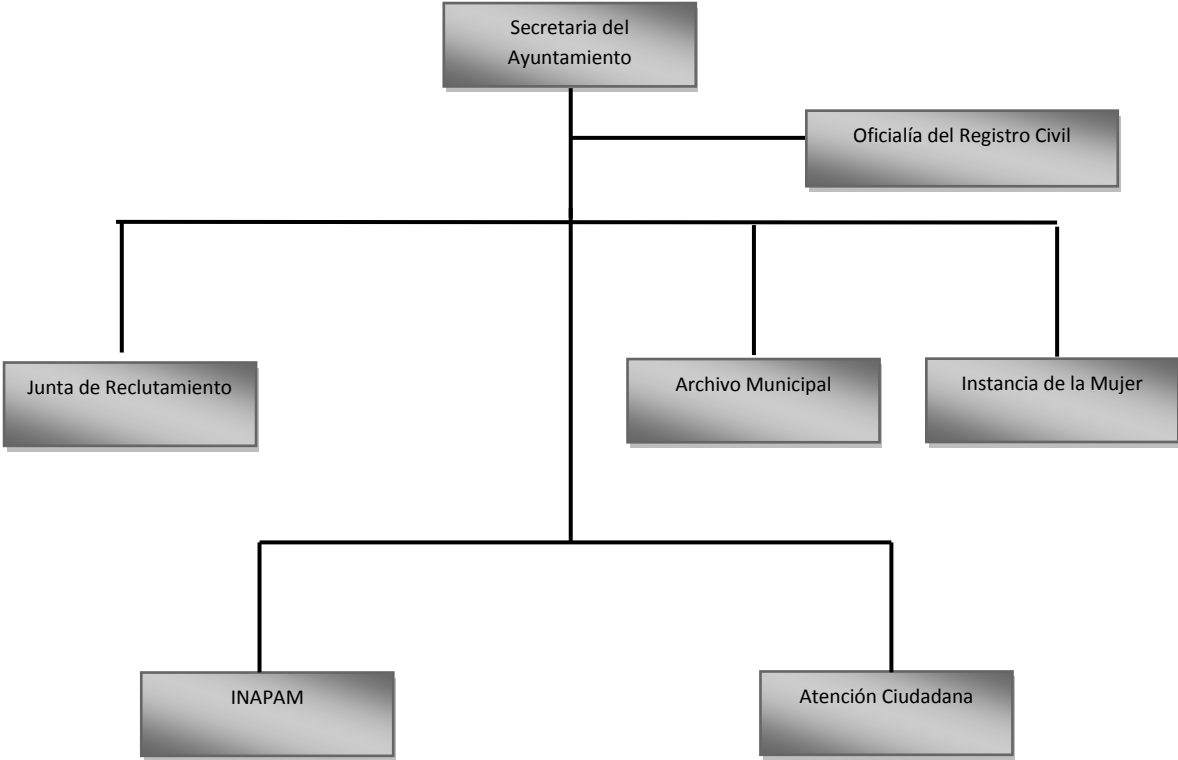 Secretaria del
Ayuntamiento
Oficialía del Registro Civil
Junta de Reclutamiento
Archivo Municipal
Instancia de la Mujer
INAPAM
Atención Ciudadana